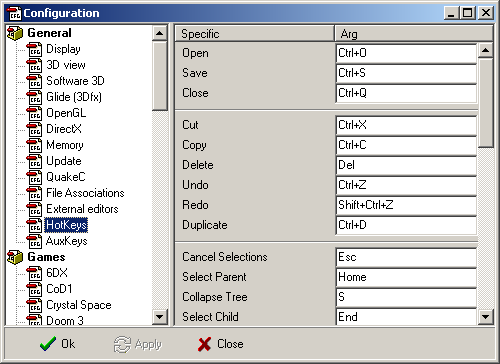 Configuration
General
Display
3D view
Software 3D
Glide (3Dfx)
OpenGL
DirectX
Memory
Update
QuakeC
File Associations
External editors
HotKeys
AuxKeys
Games
6DX
CoD1
Crystal Space
Doom 3
Specific Arg
Open Ctrl+O
Save Ctrl+S
Close Ctrl+Q
Cut Ctrl+X
Copy Ctrl+C
Delete Del
Undo Ctrl+Z
Redo Shift+Ctrl+Z
Duplicate Ctrl+D
Cancel Selections Esc
Select Parent Home
Collapse Tree S
Select Child End
Ok Apply Close